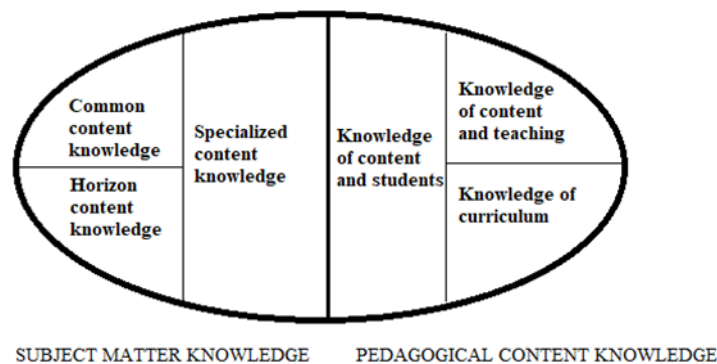 Common
content
knowledge
Horizon
content
knowledge
Specialized
content
knowledge
Knowledge
of content
and students
Knowledge
of content
and teaching
Knowledge of
curriculum
SUBJECT MATTER KNOWLEDGE
PEDAGOGICAL CONTENT KNOWLEDGE